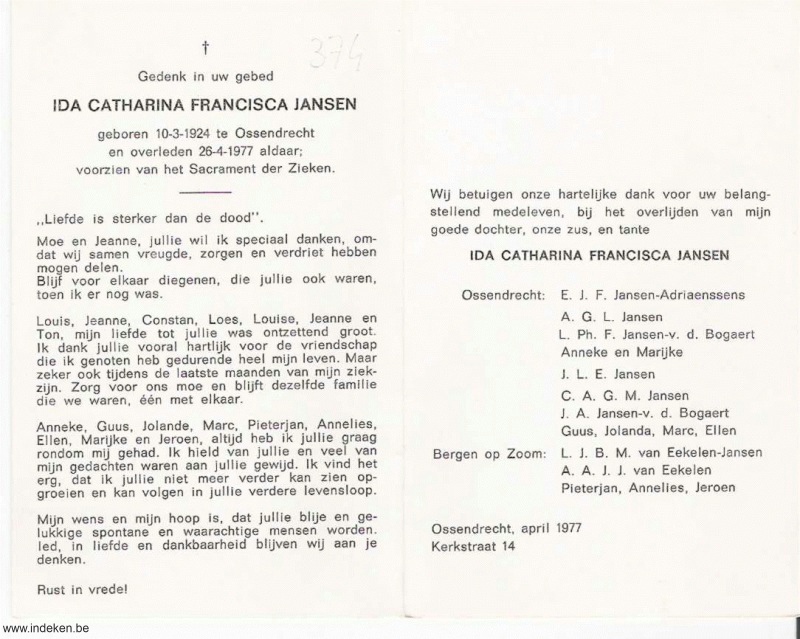 †
374
Gedenk in uw gebed
IDA CATHARINA FRANCISCA JANSEN
geboren 10-3-1924 te Ossendrecht
en overleden 26-4-1977 aldaar;
voorzien van het Sacrament der Zieken.
„Liefde is sterker dan de dood".
Moe en Jeanne, jullie wil ik speciaal danken, om-
dat wij samen vreugde, zorgen en verdriet hebben
mogen delen.
Blijf voor elkaar diegenen, die jullie ook waren,
toen ik er nog was.
Louis, Jeanne, Constan, Loes, Louise, Jeanne en
Ton, mijn liefde tot jullie was ontzettend groot.
Ik dank jullie vooral hartlijk voor de vriendschap
die ik genoten heb gedurende heel mijn leven. Maar
zeker ook tijdens de laatste maanden van mijn ziek-
zijn. Zorg voor ons moe en blijft dezelfde familie
die we waren, één met elkaar.
Anneke, Guus, Jolande, Marc, Pieterjan, Annelies,
Ellen, Marijke en Jeroen, altijd heb ik jullie graag
rondom mij gehad. Ik hield van jullie en veel van
mijn gedachten waren aan jullie gewijd. Ik vind het
erg, dat ik jullie niet meer verder kan zien op-
groeien en kan volgen in jullie verdere levensloop.
Mijn wens en mijn hoop is, dat jullie blije en ge-
lukkige spontane en waarachtige mensen worden.
Ied, in liefde en dankbaarheid blijven wij aan je
denken.
Rust in vrede!
Wij betuigen onze hartelijke dank voor uw belang-
stellend medeleven, bij het overlijden van mijn
goede dochter, onze zus, en tante
IDA CATHARINA FRANCISCA JANSEN
Ossendrecht: E. J. F. Jansen-Adriaenssens
A. G. L. Jansen
L. Ph. F. Jansen-v. d. Bogaert
Anneke en Marijke
J. L. E. Jansen
C. A. G. M. Jansen
J. A. Jansen-v. d. Bogaert
Guus, Jolanda, Marc, Ellen
Bergen op Zoom: L. J. B. M. van Eekelen-Jansen
A. A. J. J. van Eekelen
Pieterjan, Annelies, Jeroen
Ossendrecht, april 1977
Kerkstraat 14
www.indeken.be